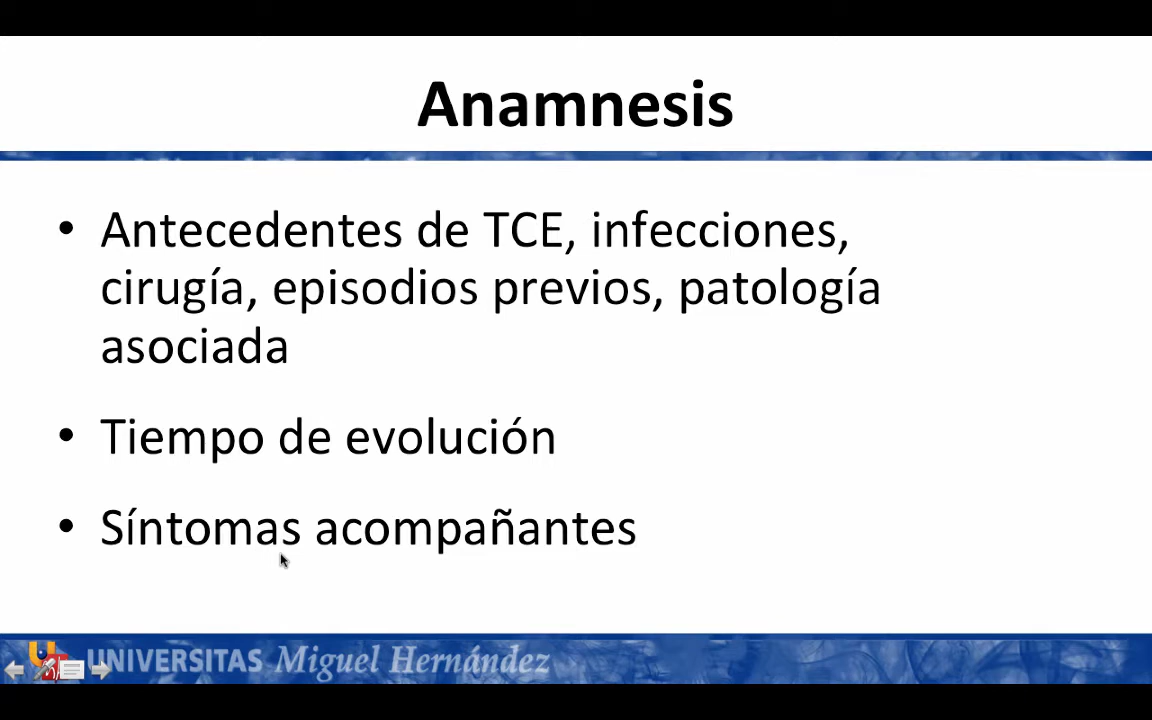 Anamnesis
• Antecedentes de TCE, infecciones,
cirugía, episodios previos, patología
asociada
• Tiempo de evolución
• Síntomas acompañantes
UNIVERSITAS Miguel Hernández